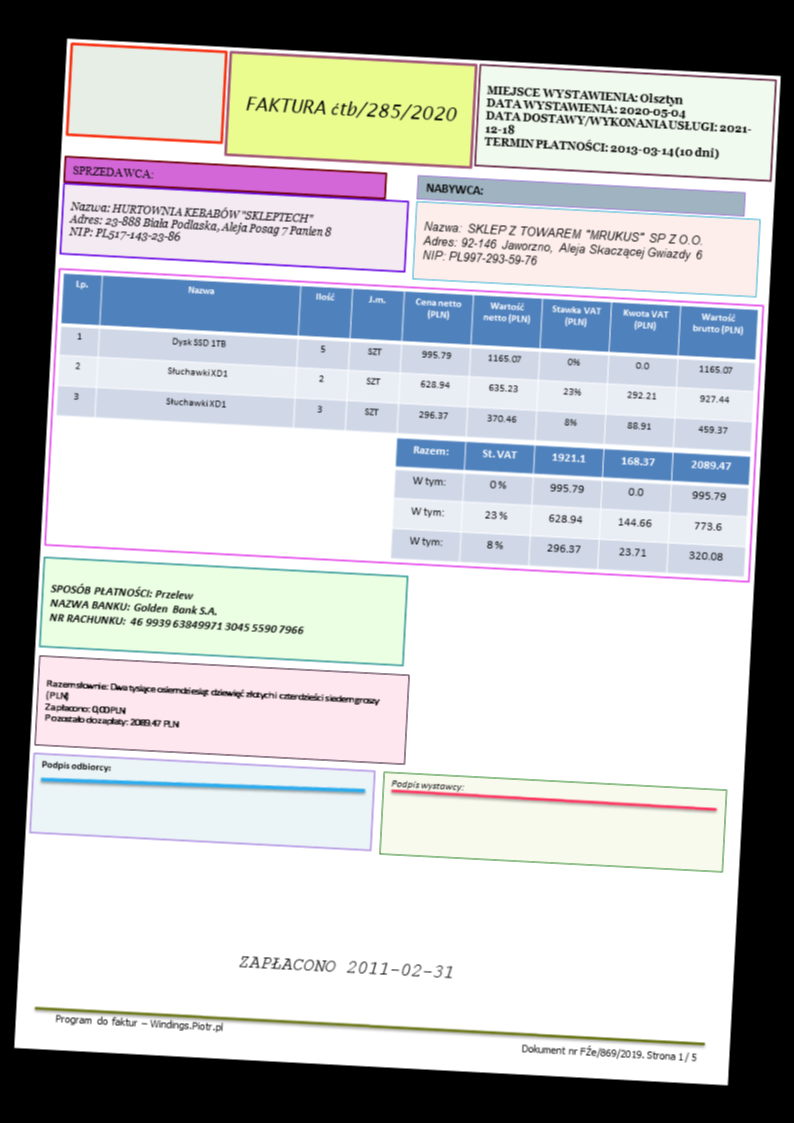 FAKTURA ćtb/285/2020
MIEJSCE WYSTAWIENIA: Olsztyn
DATA WYSTAWIENIA: 2020-05-04
DATA DOSTAWY/WYKONANIA USŁUGI: 2021-
12-18
TERMIN PŁATNOŚCI: 2013-03-14(10 dni)
SPRZEDAWCA:
Nazwa: HURTOWNIA KEBABÓW "SKLEPTECH"
Adres: 23-888 Biała Podlaska, Aleja Posag 7 Panien 8
NIP: PL517-143-23-86
NABYWCA:
Nazwa: SKLEP Z TOWAREM "MRUKUS" SP Z O.O.
Adres: 92-146 Jaworzno, Aleja Skaczącej Gwiazdy 6
NIP: PL997-293-59-76
Lp. Nazwa Ilość J.m. Cena netto (PLN) Wartość netto (PLN) Stawka VAT (PLN) Kwota VAT (PLN) Wartość brutto (PLN)
1 Dysk SSD 1TB 5 SZT 995.79 1165.07 0% 0.0 1165.07
2 Słuchawki XD1 2 SZT 628.94 635.23 23% 292.21 927.44
3 Słuchawki XD1 3 SZT 296.37 370.46 8% 88.91 459.37
Razem: St. VAT 1921.1 168.37 2089.47
W tym: 0% 995.79 0.0 995.79
W tym: 23% 628.94 144.66 773.6
W tym: 8% 296.37 23.71 320.08
SPOSÓB PŁATNOŚCI: Przelew
NAZWA BANKU: Golden Bank S.A.
NR RACHUNKU: 46 9939 63849971 3045 5590 7966
Razem słownie: Dwa tysiące osiemdziesiąt dziewięć złotych i czterdzieści siedem groszy
(PLN)
Zapłacono: 0,00 PLN
Pozostało do zapłaty: 2089.47 PLN
Podpis odbiorcy:
Podpis wystawcy:
ZAPŁACONO 2011-02-31
Program do faktur – Windings.Piotr.pl
Dokument nr FŹe/869/2019. Strona 1 / 5